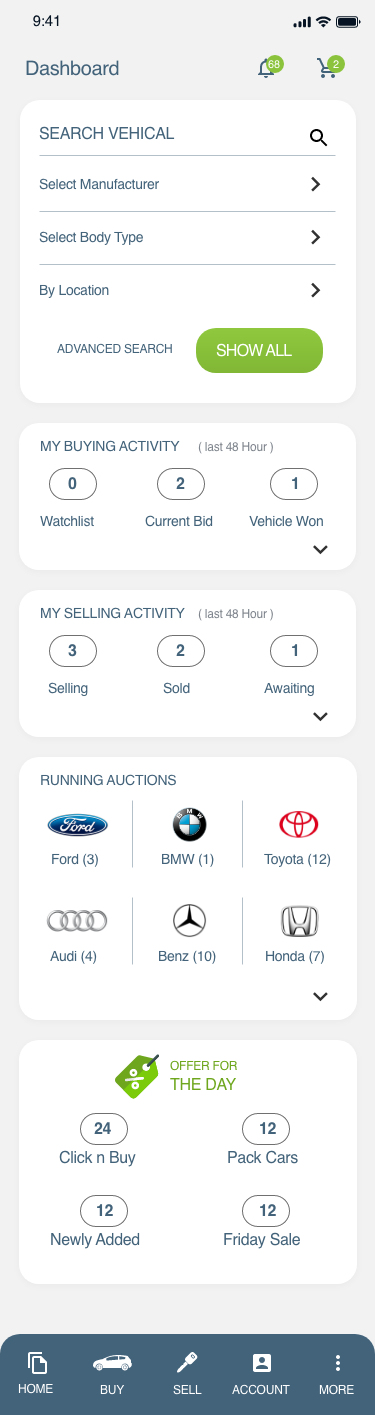 9:41
Dashboard 68 2
SEARCH VEHICAL
Select Manufacturer
Select Body Type
By Location
ADVANCED SEARCH SHOW ALL
MY BUYING ACTIVITY ( last 48 Hour )
0 2 1
Watchlist Current Bid Vehicle Won
MY SELLING ACTIVITY ( last 48 Hour )
3 2 1
Selling Sold Awaiting
RUNNING AUCTIONS
Ford BMW
Ford (3) BMW (1) Toyota (12)
Audi (4) Benz (10) Honda (7)
OFFER FOR
THE DAY
24 12
Click n Buy Pack Cars
12 12
Newly Added Friday Sale
HOME BUY SELL ACCOUNT MORE